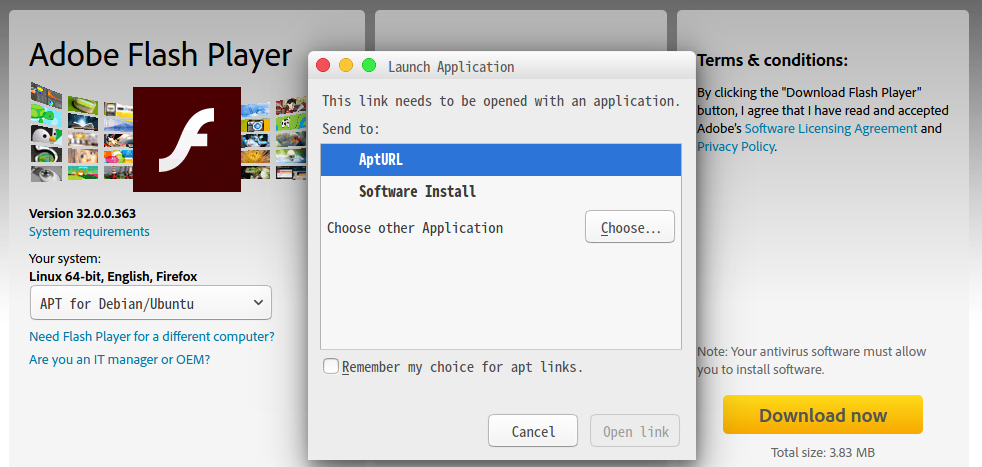 Adobe Flash Player
Version 32.0.0.363
System requirements
Your system:
Linux 64-bit, English, Firefox
APT for Debian/Ubuntu
Need Flash Player for a different computer?
Are you an IT manager or OEM?
Launch Application
This link needs to be opened with an application.
Send to:
AptURL
Software Install
Choose other Application
Choose...
Remember my choice for apt links.
Cancel
Open link
Terms & conditions:
By clicking the "Download Flash Player"
button, I agree that I have read and accepted
Adobe's Software Licensing Agreement and
Privacy Policy.
Note: Your antivirus software must allow
you to install software.
Download now
Total size: 3.83 MB